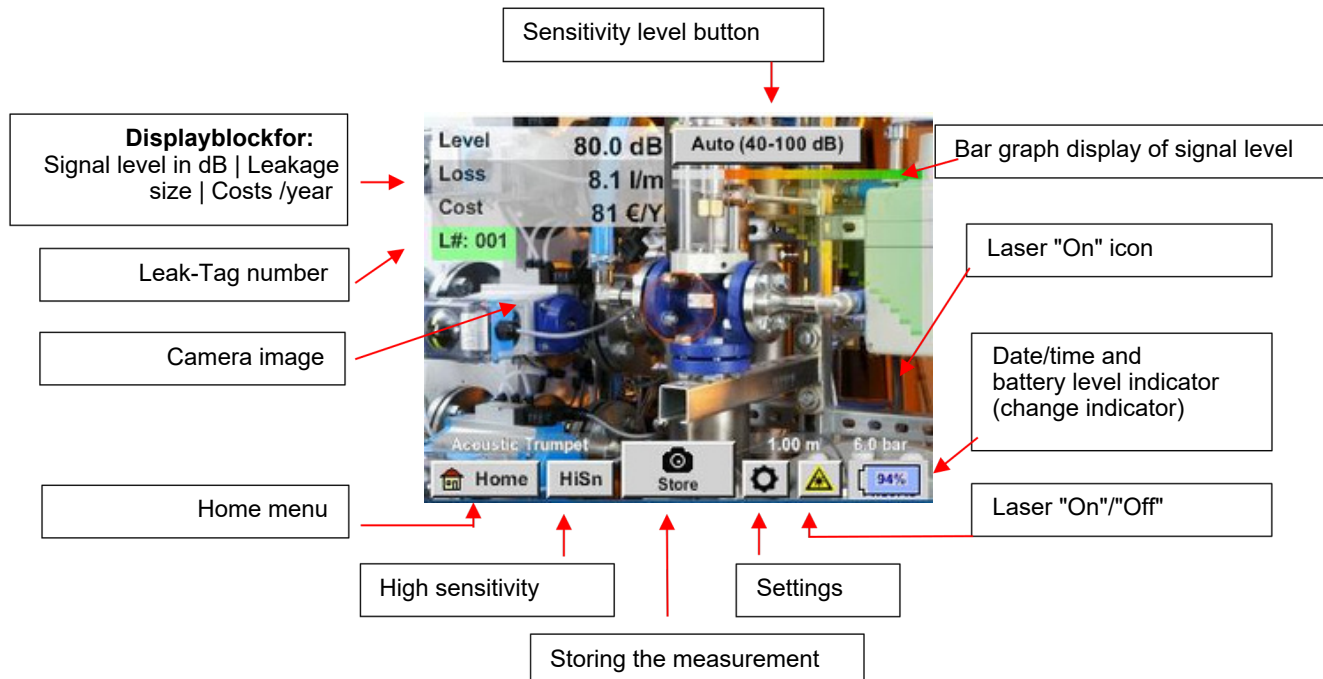 Sensitivity level button
Displayblockfor:
Signal level in dB | Leakage
size | Costs /year
Leak-Tag number
Camera image
Home menu
Level 80.0 dB
Loss 8.1 l/m
Cost 81 €/Y
L#: 001
Auto (40-100 dB)
Acoustic Trumpet
1.00 m
6.0 bar
Home
HiSn
Store
94%
Bar graph display of signal level
Laser "On" icon
Date/time and
battery level indicator
(change indicator)
Laser "On"/"Off"
High sensitivity
Settings
Storing the measurement